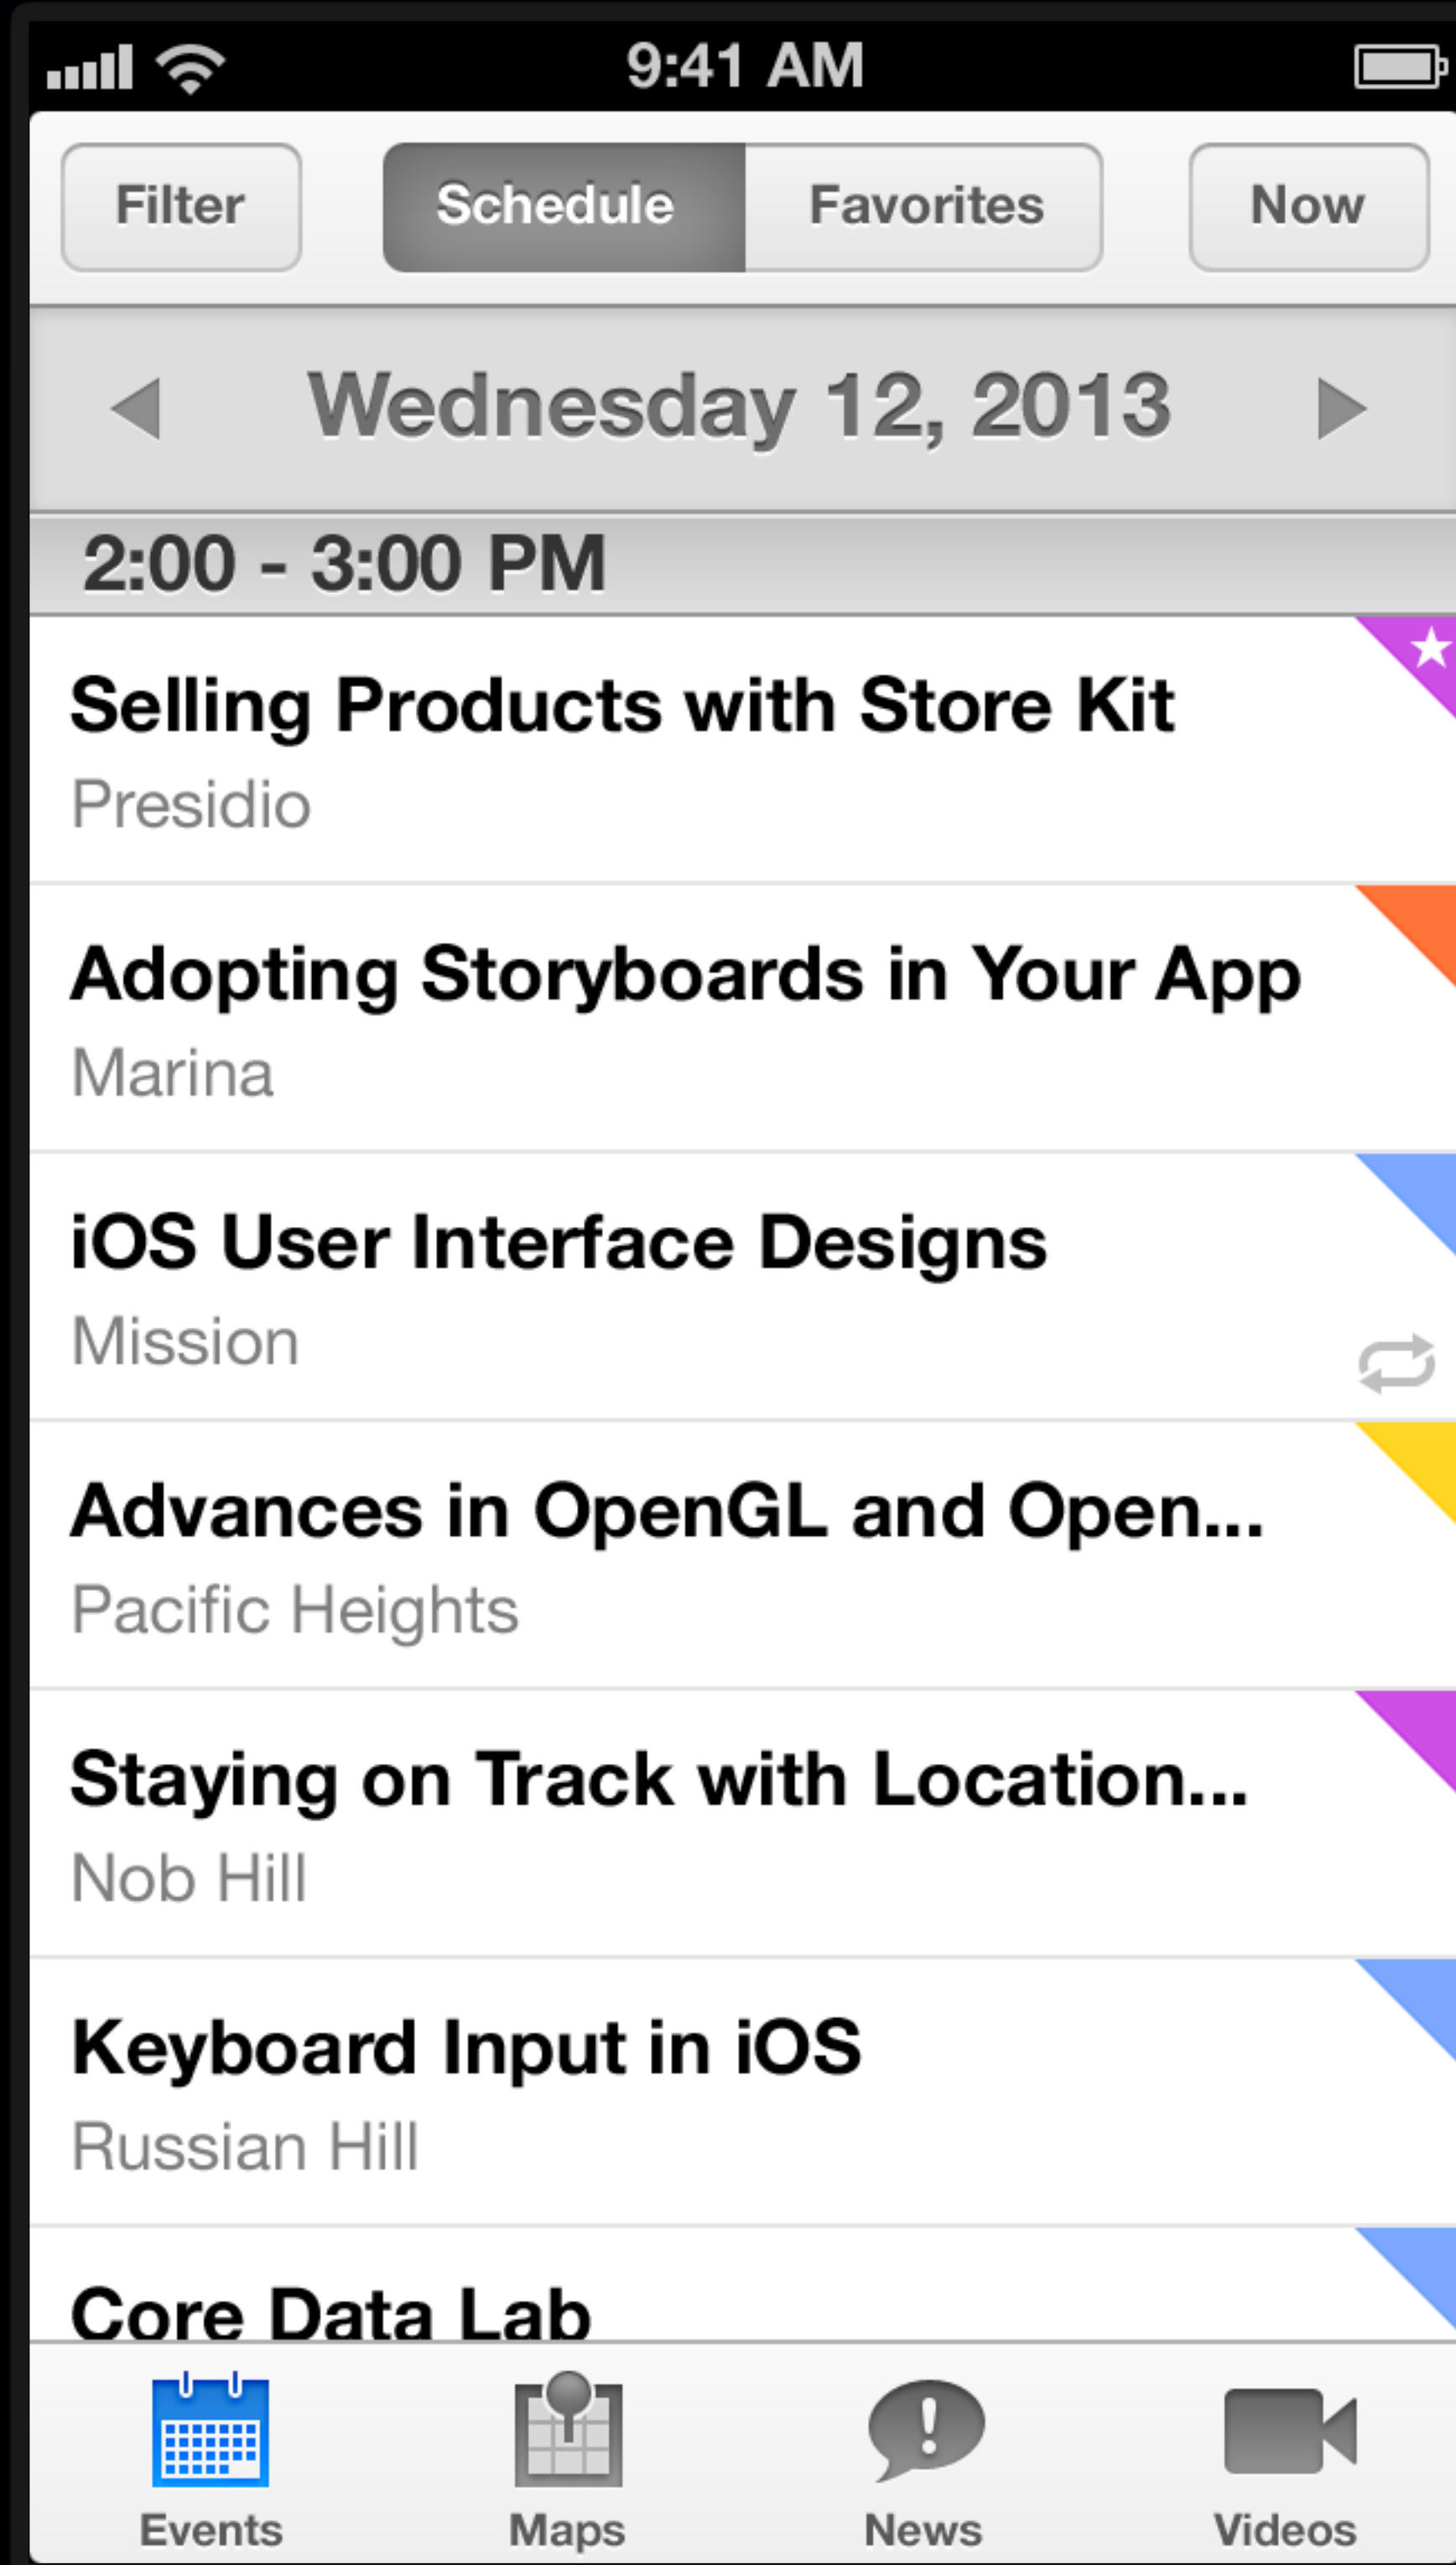 9:41 AM
Filter Schedule Favorites Now
Wednesday 12, 2013
2:00 - 3:00 PM
Selling Products with Store Kit
Presidio
Adopting Storyboards in Your App
Marina
iOS User Interface Designs
Mission
Advances in OpenGL and Open...
Pacific Heights
Staying on Track with Location...
Nob Hill
Keyboard Input in iOS
Russian Hill
Core Data Lab
Events Maps News Videos